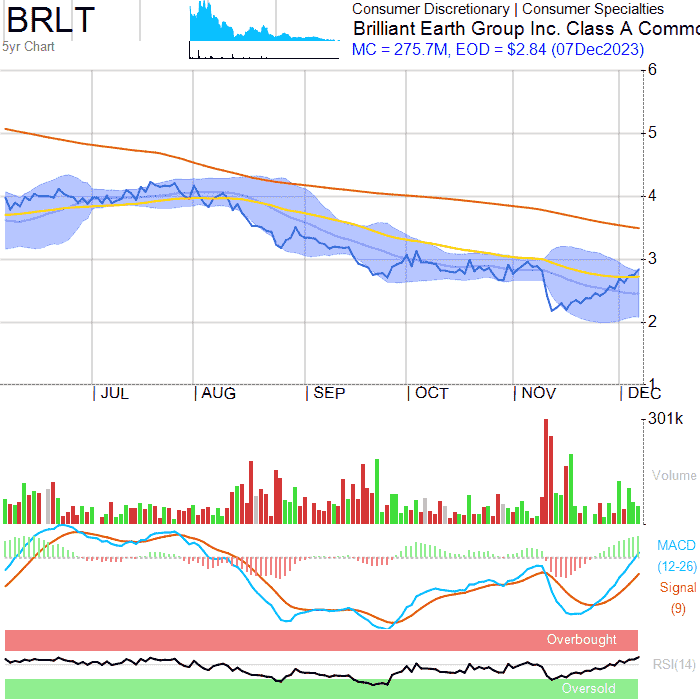 BRLT
5yr Chart
Consumer Discretionary | Consumer Specialties
Brilliant Earth Group Inc. Class A Commo
MC = 275.7M, EOD = $2.84 (07Dec2023)
6
5
4
3
2
1
JUL AUG SEP OCT NOV DEC
301k
Volume
MACD
(12-26)
Signal
(9)
Overbought
RSI(14)
Oversold